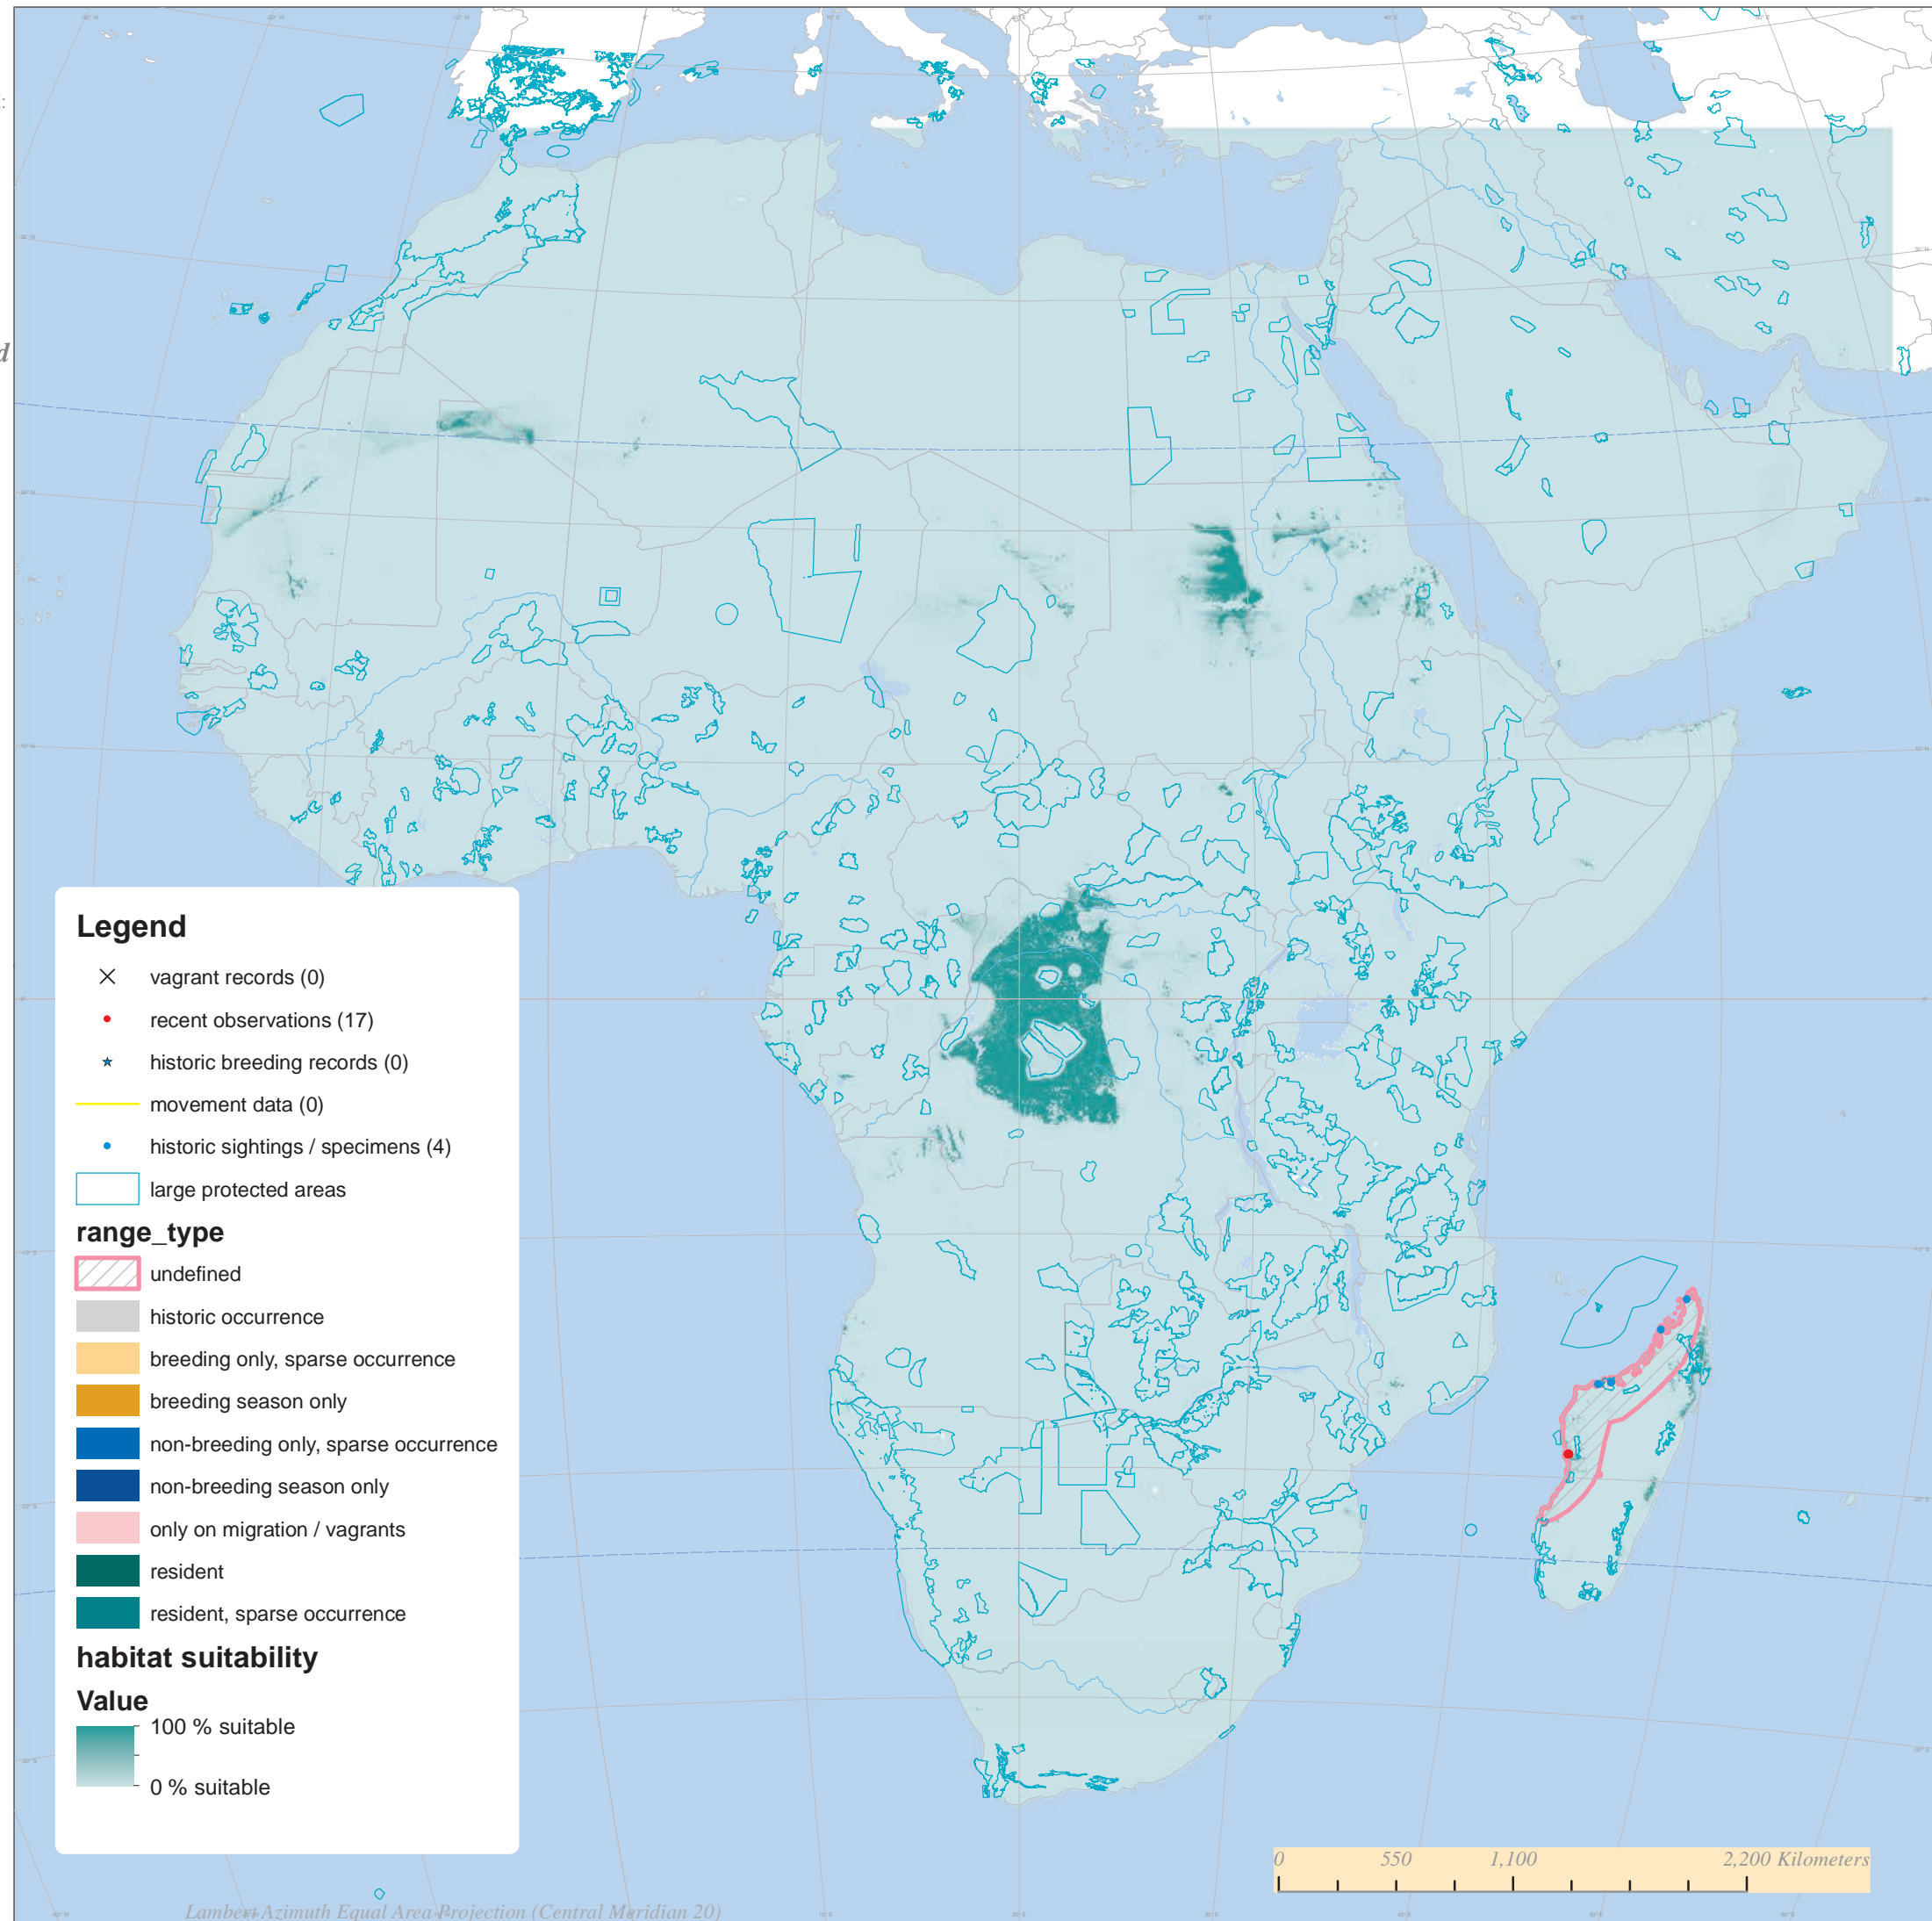 d
Legend
vagrant records (0)
recent observations (17)
historic breeding records (0)
movement data (0)
historic sightings / specimens (4)
large protected areas
range_type
undefined
historic occurrence
breeding only, sparse occurrence
breeding season only
non-breeding only, sparse occurrence
non-breeding season only
only on migration / vagrants
resident
resident, sparse occurrence
habitat suitability
Value
100 % suitable
0 % suitable
0 550 1,100 2,200 Kilometers
Lambert Azimuth Equal Area Projection (Central Meridian 20)